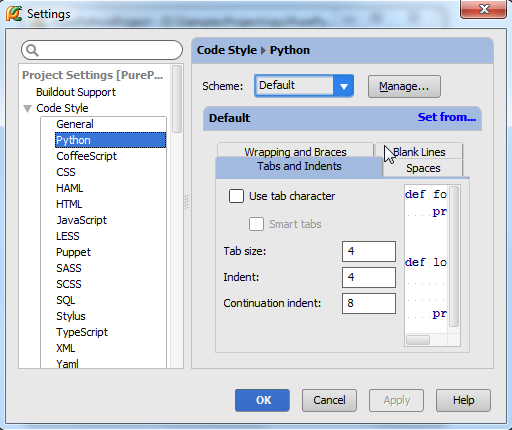 Settings
Project Settings [PureP...
Buildout Support
Code Style
General
Python
CoffeeScript
CSS
HAML
HTML
JavaScript
LESS
Puppet
SASS
SCSS
SQL
Stylus
TypeScript
XML
Yaml
Code Style ▸ Python
Scheme: Default Manage...
Default Set from...
Wrapping and Braces Blank Lines
Tabs and Indents Spaces
Use tab character
Smart tabs
Tab size: 4
Indent: 4
Continuation indent: 8
def fo
pr
def lo
pr
OK Cancel Apply Help